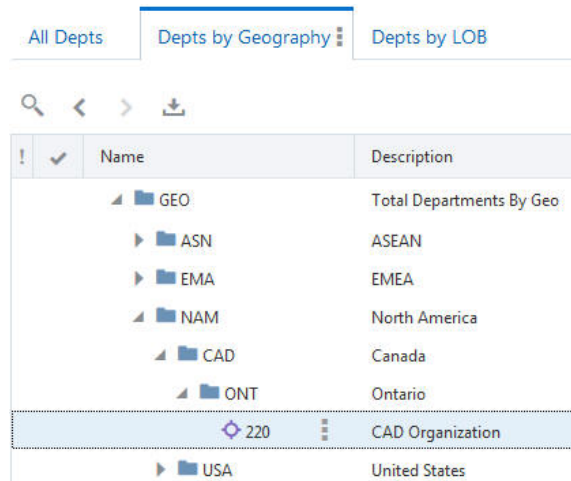 All Depts Depts by Geography Depts by LOB
! Name Description
GEO Total Departments By Geo
ASN ASEAN
EMA EMEA
NAM North America
CAD Canada
ONT Ontario
220 CAD Organization
USA United States